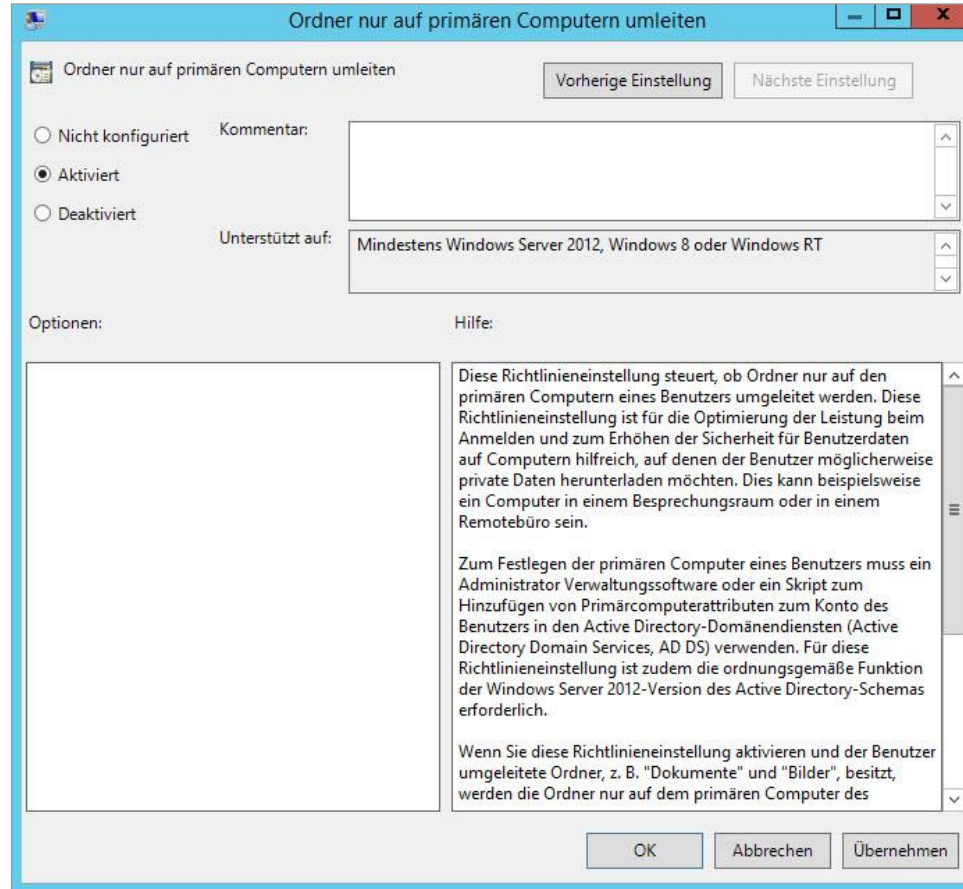 Ordner nur auf primären Computern umleiten
Ordner nur auf primären Computern umleiten
Vorherige Einstellung
Nächste Einstellung
Nicht konfiguriert
Kommentar:
Aktiviert
Deaktiviert
Unterstützt auf:
Mindestens Windows Server 2012, Windows 8 oder Windows RT
Optionen:
Hilfe:
Diese Richtlinieneinstellung steuert, ob Ordner nur auf den
primären Computern eines Benutzers umgeleitet werden. Diese
Richtlinieneinstellung ist für die Optimierung der Leistung beim
Anmelden und zum Erhöhen der Sicherheit für Benutzerdaten
auf Computern hilfreich, auf denen der Benutzer möglicherweise
private Daten herunterladen möchten. Dies kann beispielsweise
ein Computer in einem Besprechungsraum oder in einem
Remotebüro sein.
Zum Festlegen der primären Computer eines Benutzers muss ein
Administrator Verwaltungssoftware oder ein Skript zum
Hinzufügen von Primärcomputerattributen zum Konto des
Benutzers in den Active Directory-Domänendiensten (Active
Directory Domain Services, AD DS) verwenden. Für diese
Richtlinieneinstellung ist zudem die ordnungsgemäße Funktion
der Windows Server 2012-Version des Active Directory-Schemas
erforderlich.
Wenn Sie diese Richtlinieneinstellung aktivieren und der Benutzer
umgeleitete Ordner, z. B. "Dokumente" und "Bilder", besitzt,
werden die Ordner nur auf dem primären Computer des
OK
Abbrechen
Übernehmen